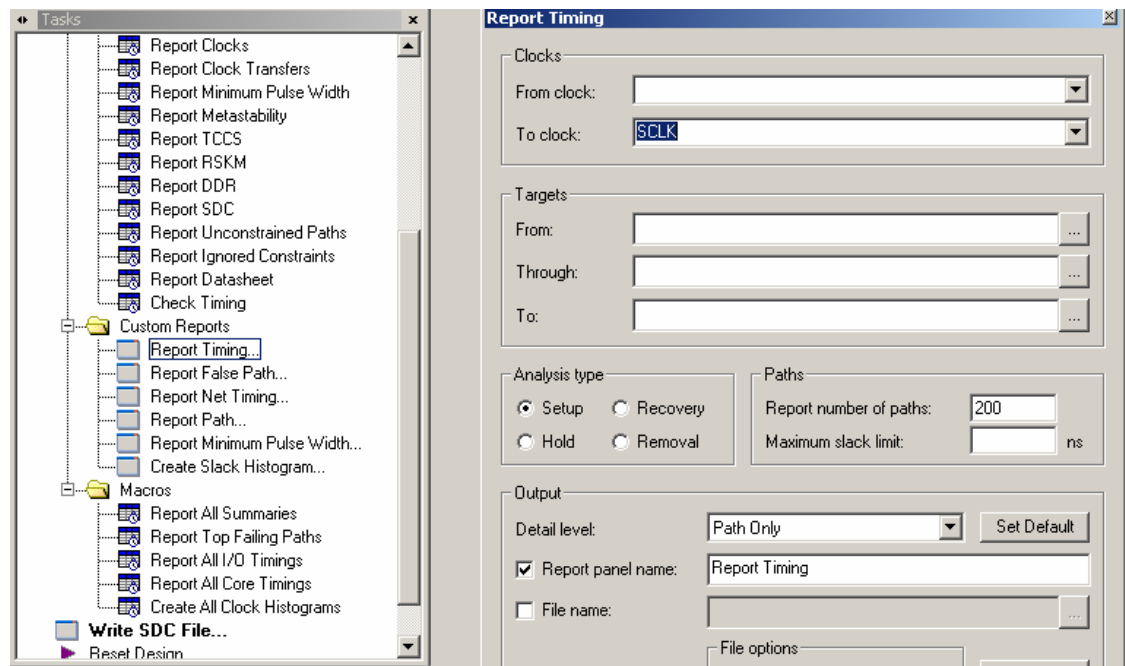 Tasks
Report Clocks
Report Clock Transfers
Report Minimum Pulse Width
Report Metastability
Report TCCS
Report RSKM
Report DDR
Report SDC
Report Unconstrained Paths
Report Ignored Constraints
Report Datasheet
Check Timing
Custom Reports
Report Timing...
Report False Path...
Report Net Timing...
Report Path...
Report Minimum Pulse Width...
Create Slack Histogram...
Macros
Report All Summaries
Report Top Failing Paths
Report All I/O Timings
Report All Core Timings
Create All Clock Histograms
Write SDC File...
Reset Design
Report Timing
Clocks
From clock:
To clock: SCLK
Targets
From: ...
Through: ...
To: ...
Analysis type
Setup Recovery
Hold Removal
Paths
Report number of paths: 200
Maximum slack limit: ns
Output
Detail level: Path Only Set Default
Report panel name: Report Timing
File name: ...
File options